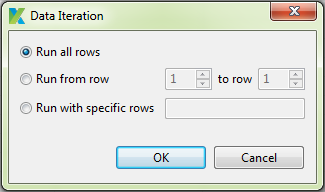 Data Iteration
Run all rows
Run from row 1 to row 1
Run with specific rows
OK Cancel